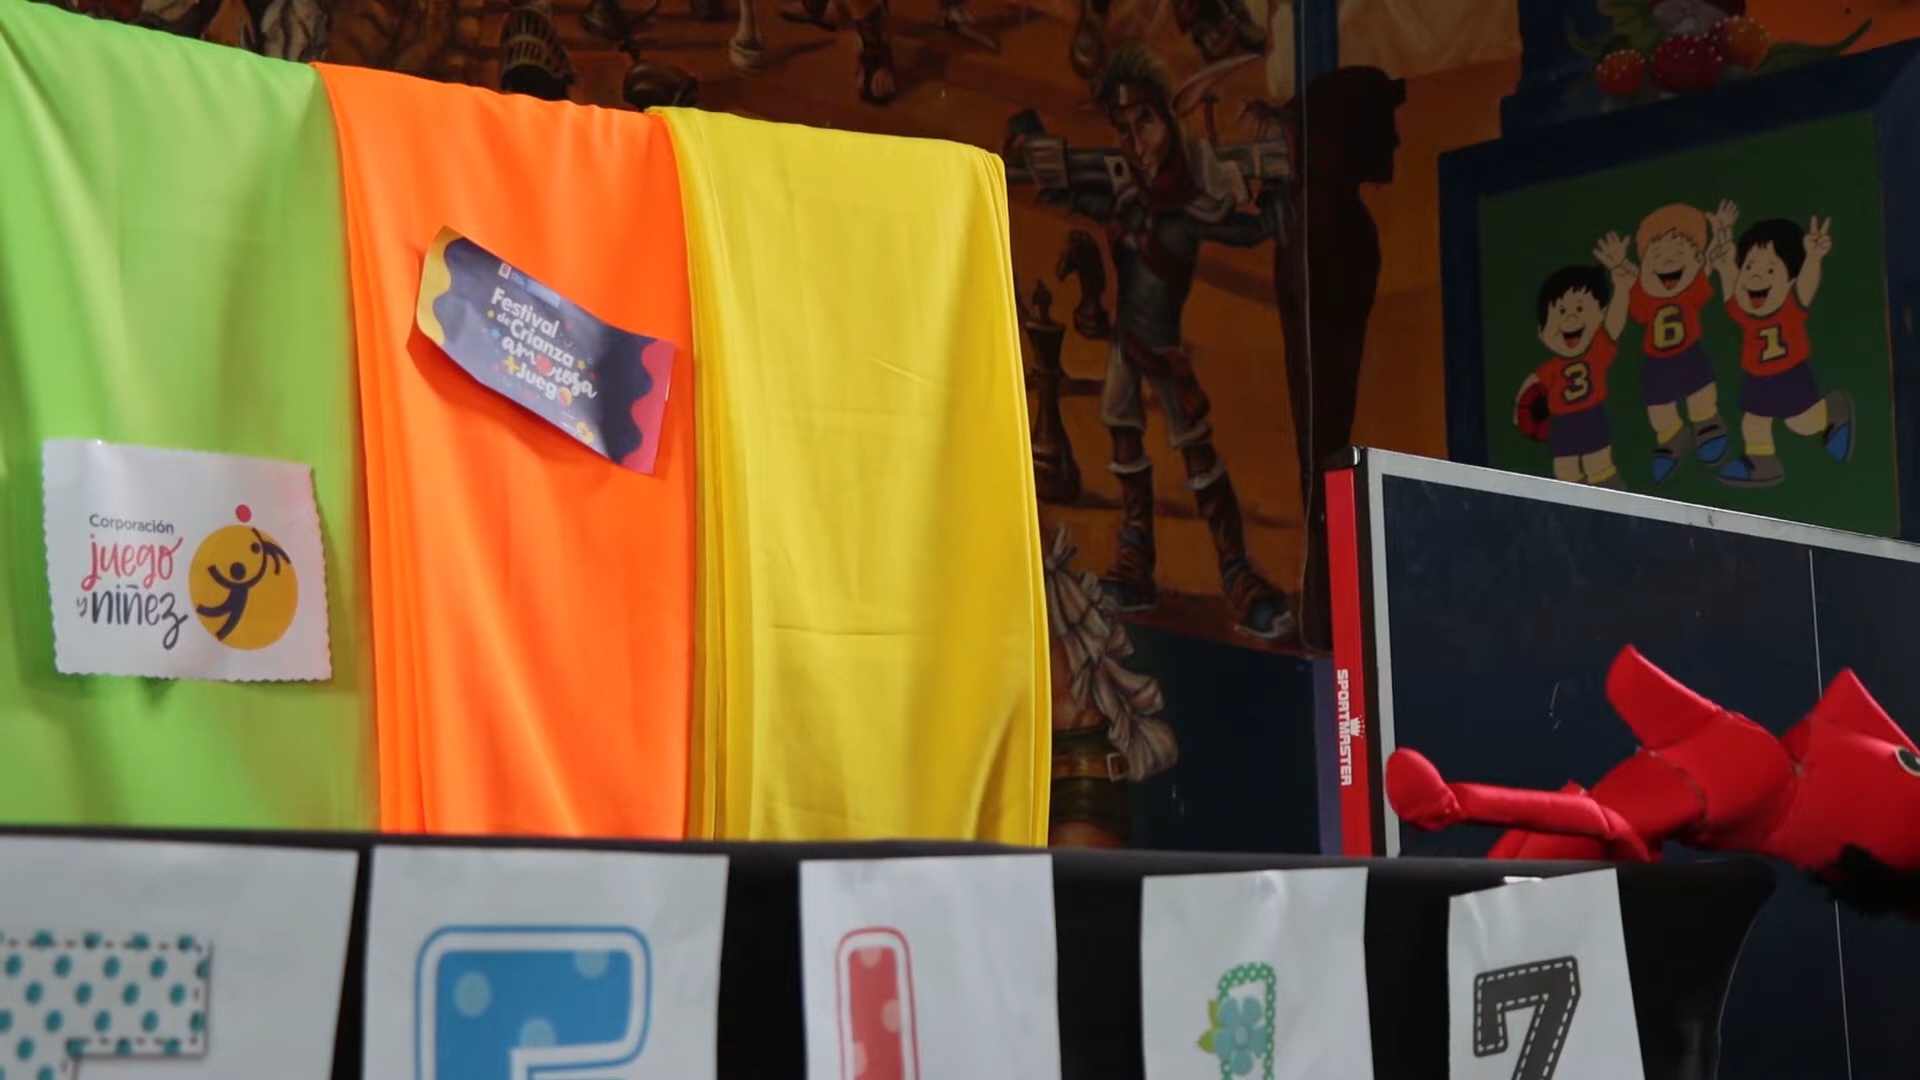 Festival
de Crianza
amorosa
+Juego
Corporación
juego
y niñez
3
6
1
SPORTMASTER